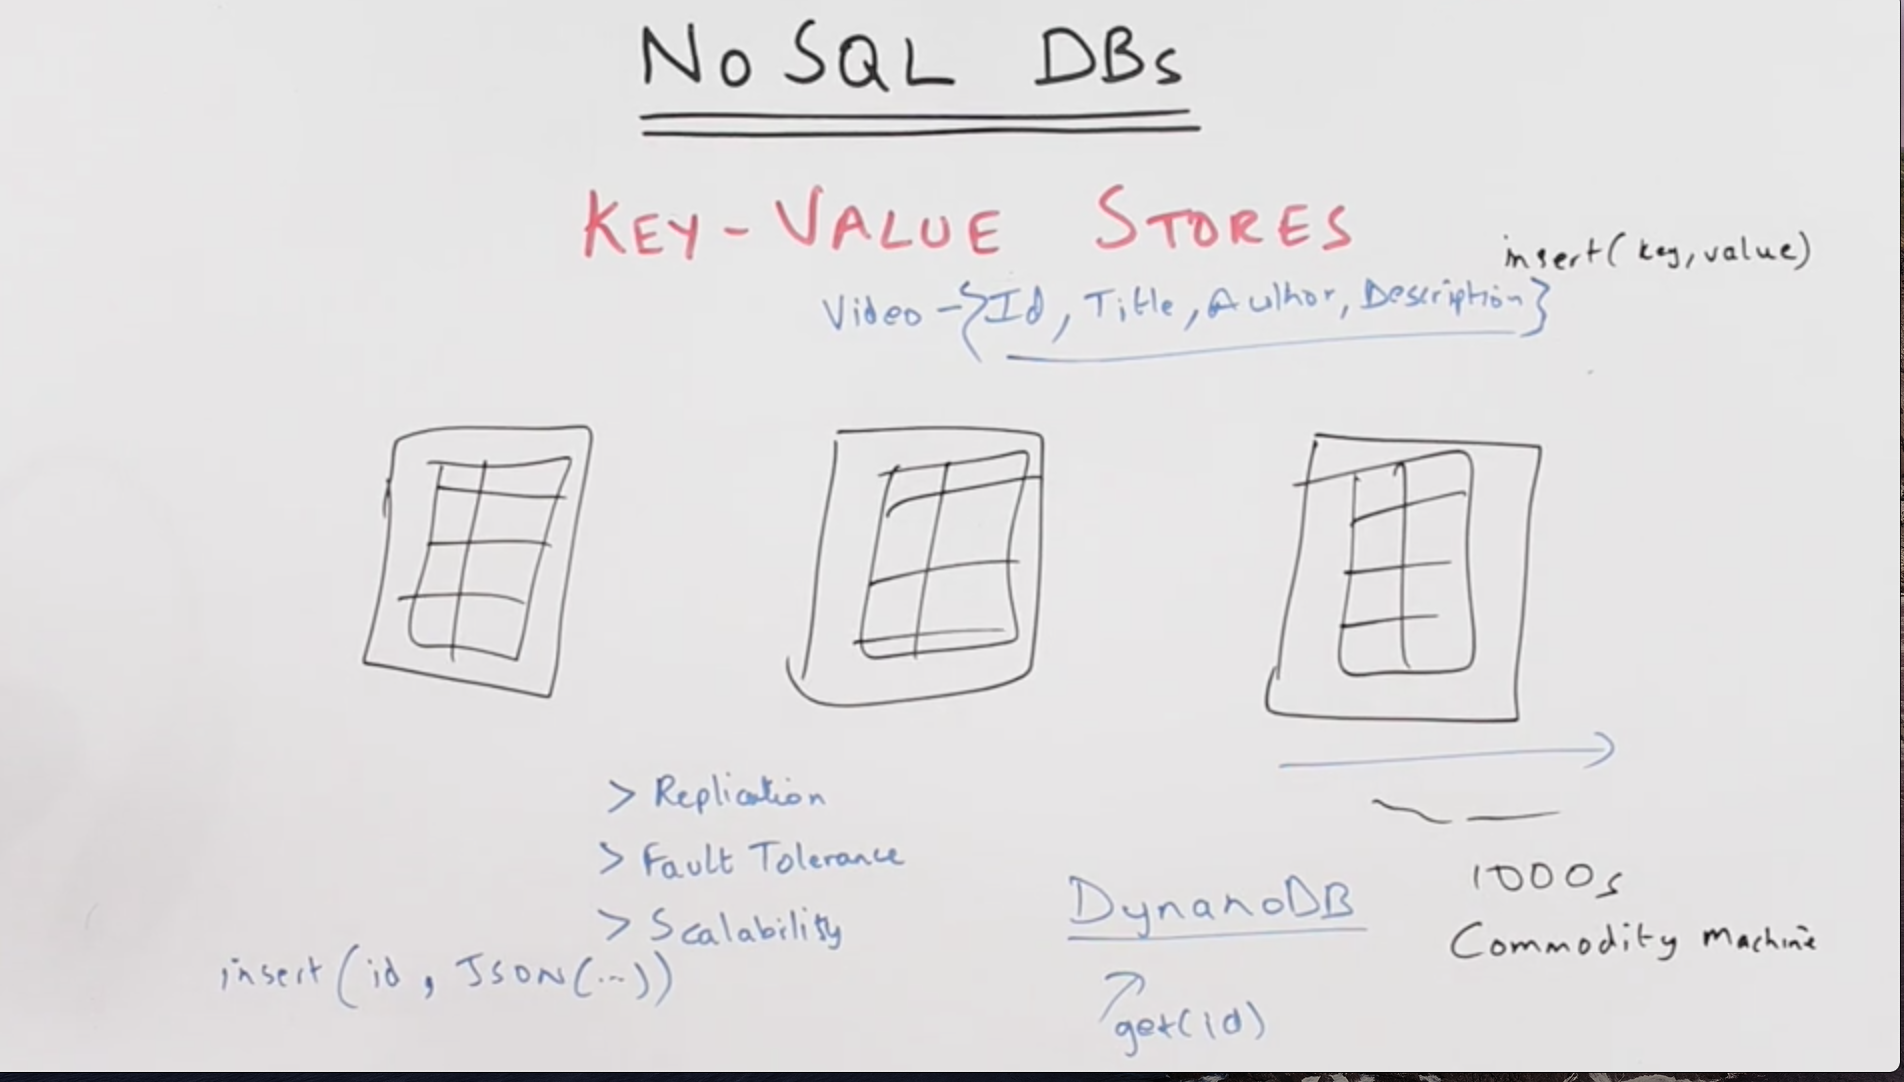 NoSQL DBs
KEY-VALUE STORES
insert(key,value)
Video-{Id, Title, Author, Description}
> Replication
> Fault Tolerance
> Scalability
insert(id, JSON(...))
DynanoDB
get(id)
1000s
Commodity Machine